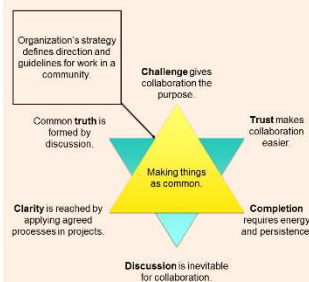 Organization's strategy
defines direction and
guidelines for work in a
community.
Challenge gives
collaboration the
purpose.
Common truth is
formed by
discussion.
Trust makes
collaboration
easier.
Making things
as common.
Clarity is reached by
applying agreed
processes in projects.
Completion
requires energy
and persistence.
Discussion is inevitable
for collaboration.